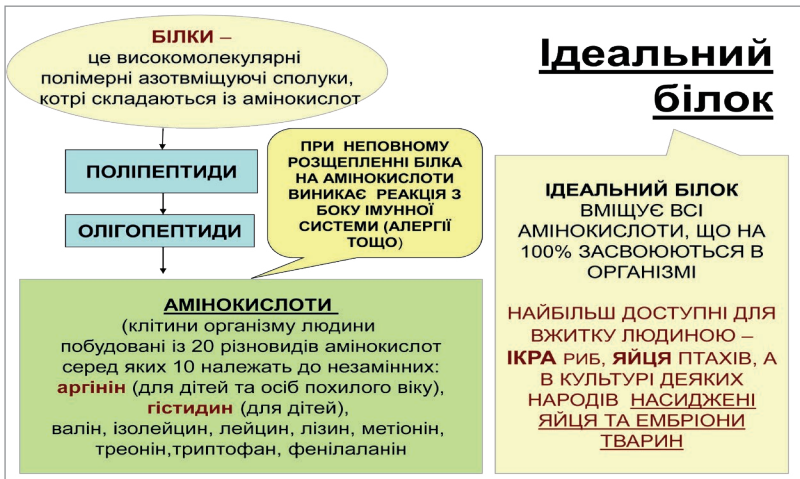 БІЛКИ –
це високомолекулярні
полімерні азотвміщуючі сполуки,
котрі складаються із амінокислот
Ідеальний
білок
ПОЛІПЕПТИДИ
ОЛІГОПЕПТИДИ
ПРИ НЕПОВНОМУ
РОЗЩЕПЛЕННІ БІЛКА
НА АМІНОКИСЛОТИ
ВИНИКАЄ РЕАКЦІЯ З
БОКУ ІМУННОЇ
СИСТЕМИ (АЛЕРГІЇ
ТОЩО)
АМІНОКИСЛОТИ
(клітини організму людини
побудовані із 20 різновидів амінокислот
серед яких 10 належать до незамінних:
аргінін (для дітей та осіб похилого віку),
гістидин (для дітей),
валін, ізолейцин, лейцин, лізин, метіонін,
треонін,триптофан, фенілаланін
ІДЕАЛЬНИЙ БІЛОК
ВМІЩУЄ ВСІ
АМІНОКИСЛОТИ, ЩО НА
100% ЗАСВОЮЮТЬСЯ В
ОРГАНІЗМІ
НАЙБІЛЬШ ДОСТУПНІ ДЛЯ
ВЖИТКУ ЛЮДИНОЮ –
ІКРА РИБ, ЯЙЦЯ ПТАХІВ, А
В КУЛЬТУРІ ДЕЯКИХ
НАРОДІВ НАСИДЖЕНІ
ЯЙЦЯ ТА ЕМБРІОНИ
ТВАРИН